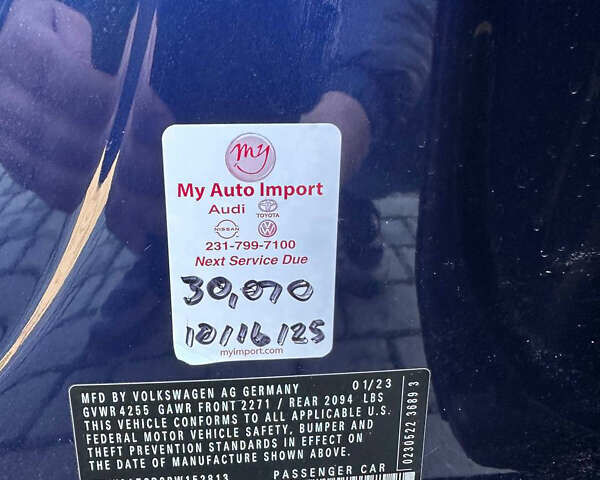 my
My Auto Import
Audi TOYOTA
NISSAN
231-799-7100
Next Service Due
30,070
10/16/25
myimport.com
MFD BY VOLKSWAGEN AG GERMANY 01/23
GVWR 4255 GAWR FRONT 2271 / REAR 2094 LBS
THIS VEHICLE CONFORMS TO ALL APPLICABLE U.S.
FEDERAL MOTOR VEHICLE SAFETY, BUMPER AND
THEFT PREVENTION STANDARDS IN EFFECT ON
THE DATE OF MANUFACTURE SHOWN ABOVE.
PASSENGER CAR
0230522 3689 3